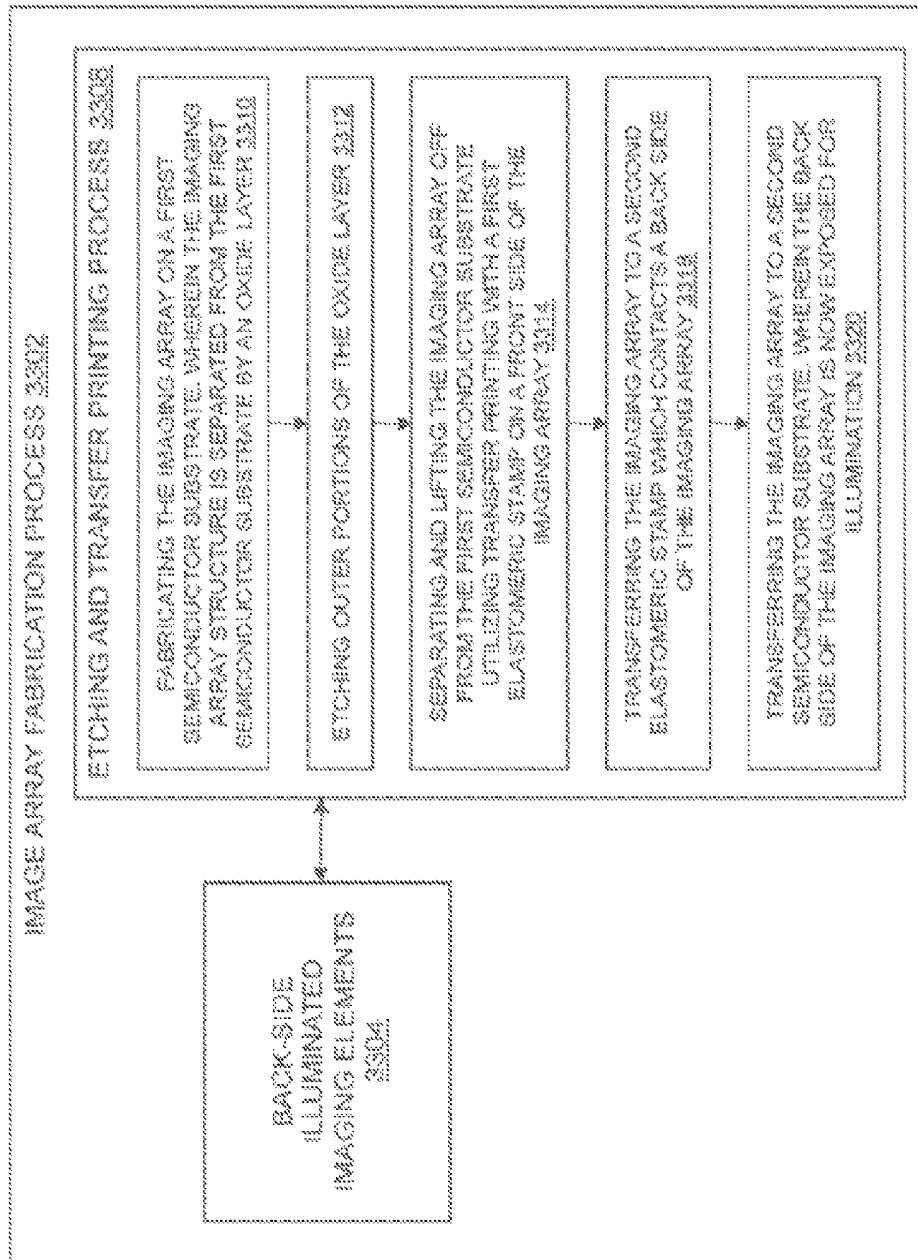 IMAGE ARRAY FABRICATION PROCESS 3302
ETCHING AND TRANSFER PRINTING PROCESS 3308
FABRICATING THE IMAGING ARRAY ON A FIRST
SEMICONDUCTOR SUBSTRATE, WHEREIN THE IMAGING
ARRAY STRUCTURE IS SEPARATED FROM THE FIRST
SEMICONDUCTOR SUBSTRATE BY AN OXIDE LAYER 3310
ETCHING OUTER PORTIONS OF THE OXIDE LAYER 3312
SEPARATING AND LIFTING THE IMAGING ARRAY OFF
FROM THE FIRST SEMICONDUCTOR SUBSTRATE
UTLIZING TRANSFER PRINTING WITH A FIRST
ELASTOMERIC STAMP ON A FRONT SIDE OF THE
IMAGING ARRAY 3314
TRANSFERRING THE IMAGING ARRAY TO A SECOND
ELASTOMERIC STAMP WHICH CONTACTS A BACK SIDE
OF THE IMAGING ARRAY 3318
TRANSFERRING THE IMAGING ARRAY TO A SECOND
SEMICONDUCTOR SUBSTRATE, WHEREIN THE BACK
SIDE OF THE IMAGING ARRAY IS NOW EXPOSED FOR
ILLUMINATION 3320
BACK-SIDE
ILLUMINATED
IMAGING ELEMENTS
3304